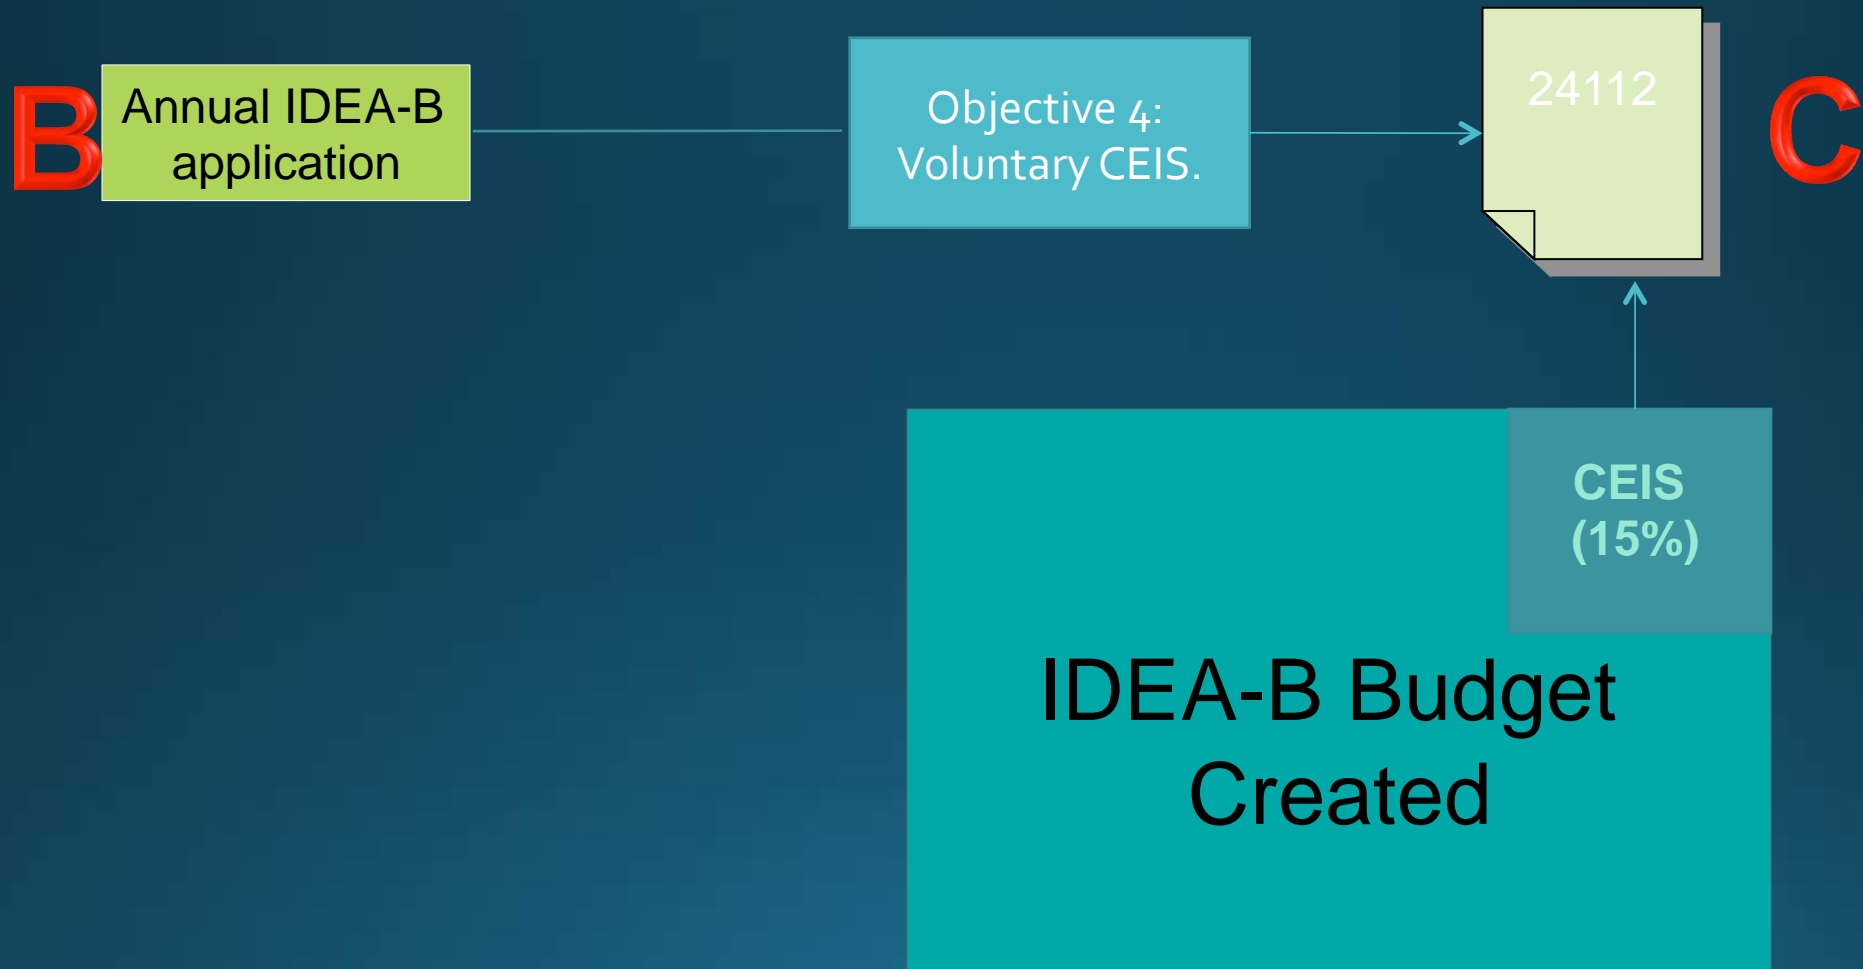 B
Annual IDEA-B
application
Objective 4:
Voluntary CEIS.
24112
C
CEIS
(15%)
IDEA-B Budget
Created